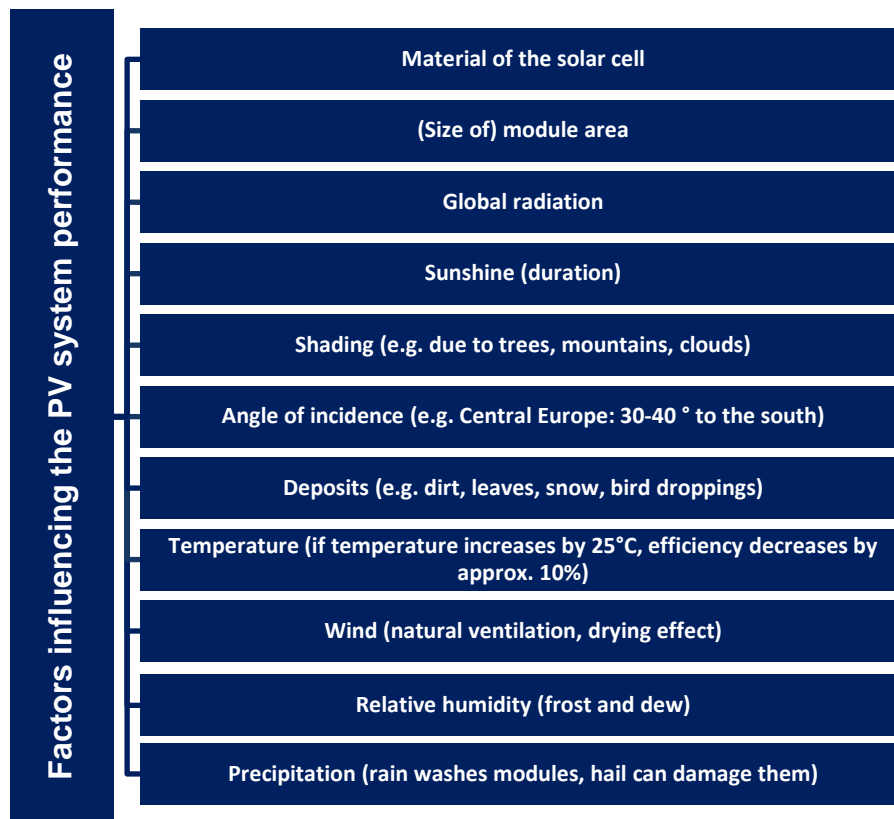 Factors influencing the PV system performance
Material of the solar cell
(Size of) module area
Global radiation
Sunshine (duration)
Shading (e.g. due to trees, mountains, clouds)
Angle of incidence (e.g. Central Europe: 30-40 ° to the south)
Deposits (e.g. dirt, leaves, snow, bird droppings)
Temperature (if temperature increases by 25°C, efficiency decreases by
approx. 10%)
Wind (natural ventilation, drying effect)
Relative humidity (frost and dew)
Precipitation (rain washes modules, hail can damage them)